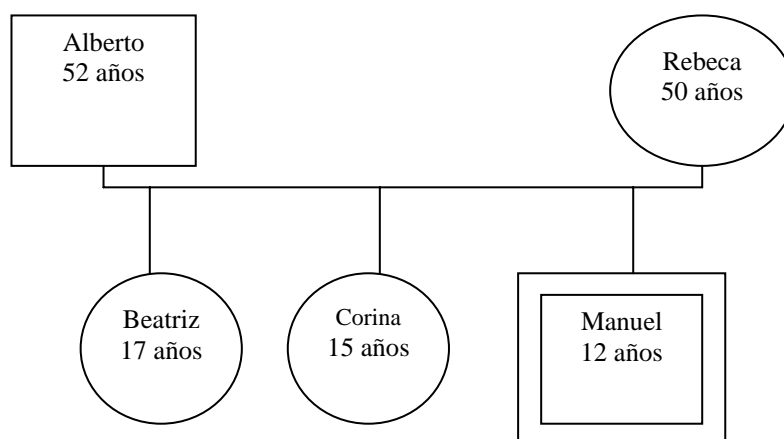 Alberto
52 años
Rebeca
50 años
Beatriz
17 años
Corina
15 años
Manuel
12 años